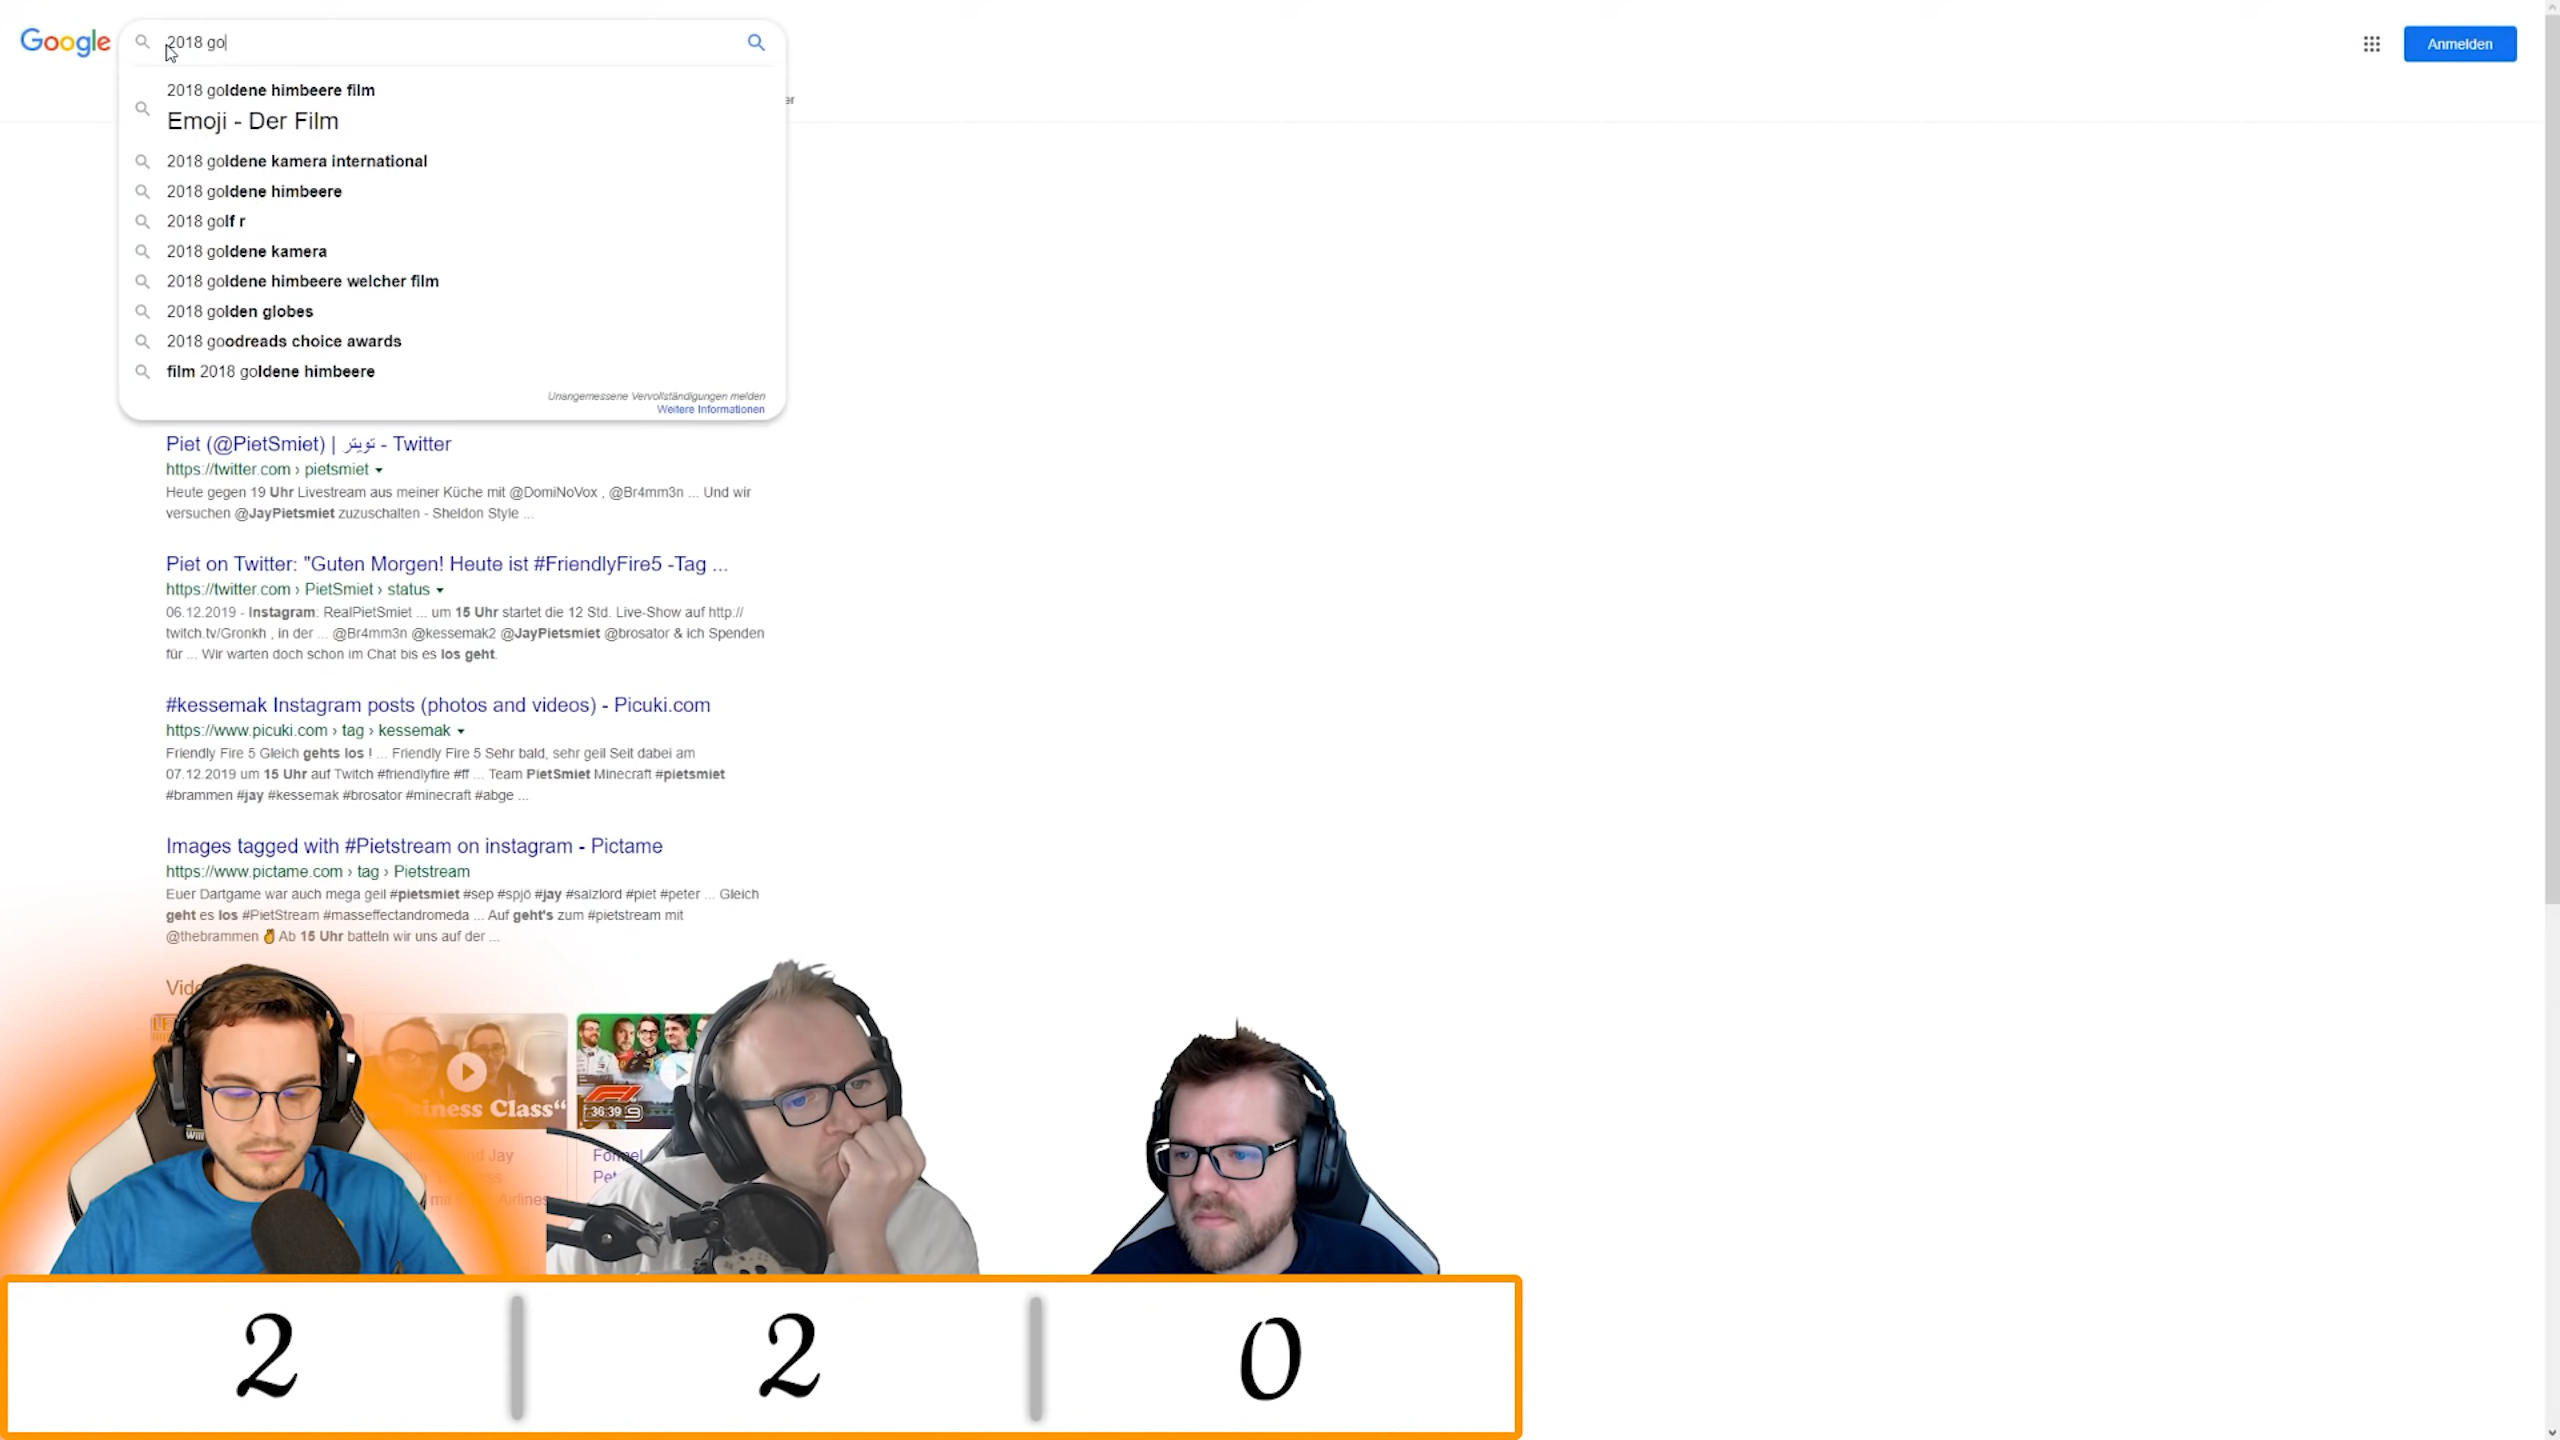 Google
2018 go
Anmelden
2018 goldene himbeere film
Emoji - Der Film
er
2018 goldene kamera international
2018 goldene himbeere
2018 golf r
2018 goldene kamera
2018 goldene himbeere welcher film
2018 golden globes
2018 goodreads choice awards
film 2018 goldene himbeere
Unangemessene Vervollständigungen melden
Weitere Informationen
Piet (@PietSmiet) | تويتر - Twitter
https://twitter.com › pietsmiet
Heute gegen 19 Uhr Livestream aus meiner Küche mit @DomiNoVox , @Br4mm3n ... Und wir
versuchen @JayPietsmiet zuzuschalten - Sheldon Style ...
Piet on Twitter: "Guten Morgen! Heute ist #FriendlyFire5 -Tag ...
https://twitter.com › PietSmiet › status
06.12.2019 - Instagram: RealPietSmiet ... um 15 Uhr startet die 12 Std. Live-Show auf http://
twitch.tv/Gronkh , in der ... @Br4mm3n @kessemak2 @JayPietsmiet @brosator & ich Spenden
für ... Wir warten doch schon im Chat bis es los geht.
#kessemak Instagram posts (photos and videos) - Picuki.com
https://www.picuki.com › tag › kessemak
Friendly Fire 5 Gleich gehts los ! ... Friendly Fire 5 Sehr bald, sehr geil Seit dabei am
07.12.2019 um 15 Uhr auf Twitch #friendlyfire #ff ... Team PietSmiet Minecraft #pietsmiet
#brammen #jay #kessemak #brosator #minecraft #abge ...
Images tagged with #Pietstream on instagram - Pictame
https://www.pictame.com › tag › Pietstream
Euer Dartgame war auch mega geil #pietsmiet #sep #spjö #jay #salzlord #piet #peter ... Gleich
geht es los #PietStream #masseffectandromeda ... Auf geht's zum #pietstream mit
@thebrammen ✌ Ab 15 Uhr batteln wir uns auf der ...
Vide
LE
siness Class“
36:39
nd Jay
Formel
Pet
mit
Airlines
2
2
0